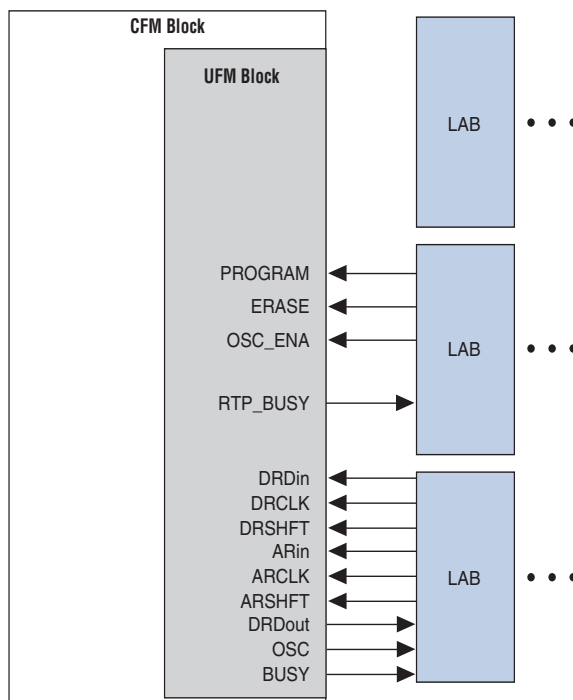 CFM Block
UFM Block
LAB
PROGRAM
ERASE
OSC_ENA
LAB
RTP_BUSY
DRDin
DRCLK
DRSHFT
ARin
ARCLK
LAB
ARSHFT
DRDout
OSC
BUSY